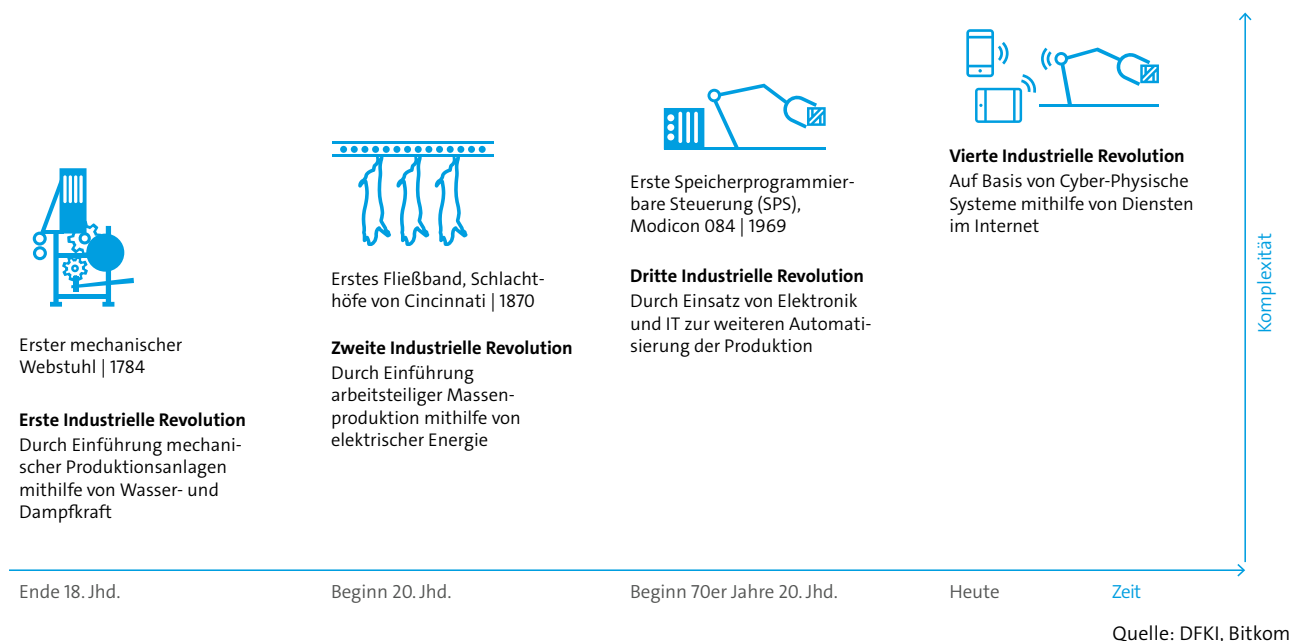 Erster mechanischer
Webstuhl | 1784
Erste Industrielle Revolution
Durch Einführung mechani-
scher Produktionsanlagen
mithilfe von Wasser- und
Dampfkraft
Erstes Fließband, Schlacht-
höfe von Cincinnati | 1870
Zweite Industrielle Revolution
Durch Einführung
arbeitsteiliger Massen-
produktion mithilfe von
elektrischer Energie
Erste Speicherprogrammier-
bare Steuerung (SPS),
Modicon 084 | 1969
Dritte Industrielle Revolution
Durch Einsatz von Elektronik
und IT zur weiteren Automati-
sierung der Produktion
Vierte Industrielle Revolution
Auf Basis von Cyber-Physische
Systeme mithilfe von Diensten
im Internet
Komplexität
Ende 18. Jhd.
Beginn 20. Jhd.
Beginn 70er Jahre 20. Jhd.
Heute
Zeit
Quelle: DFKI, Bitkom